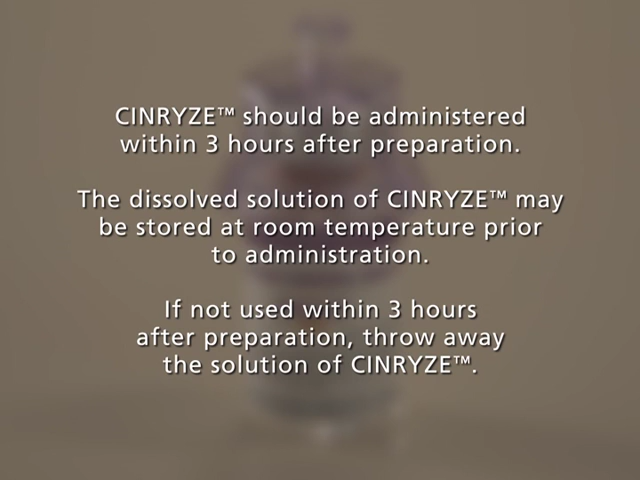 CINRYZE™ should be administered
within 3 hours after preparation.
The dissolved solution of CINRYZE™ may
be stored at room temperature prior
to administration.
If not used within 3 hours
after preparation, throw away
the solution of CINRYZE™.